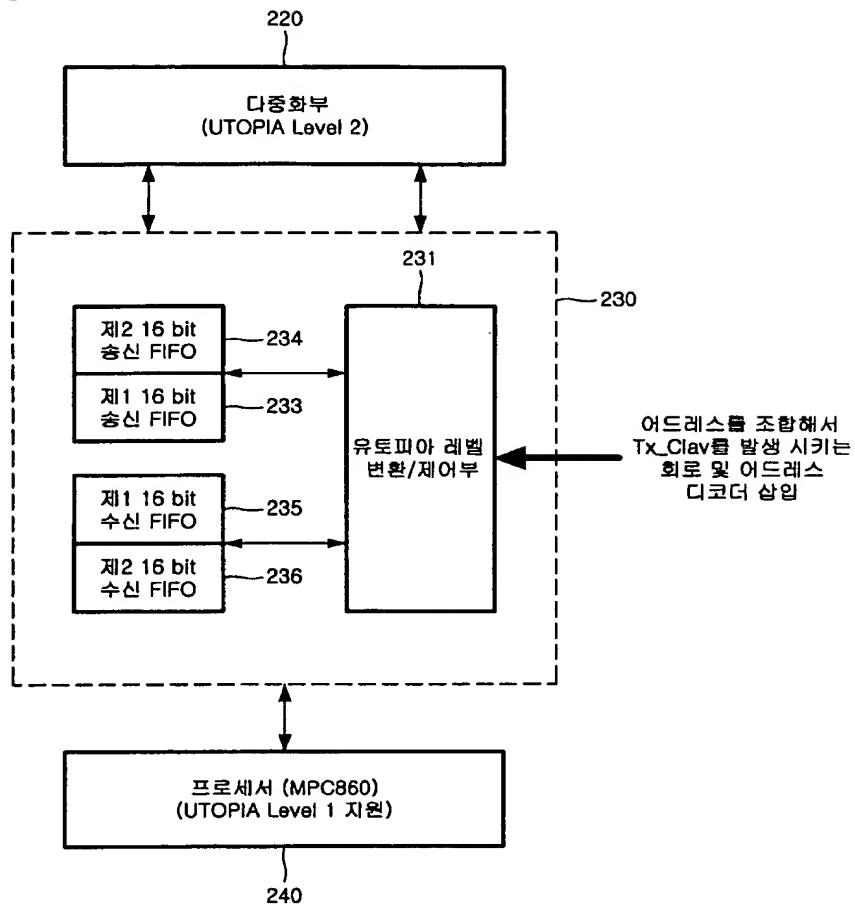 220
다중화부
(UTOPIA Level 2)
231
230
제2 16 bit
송신 FIFO
234
제1 16 bit
송신 FIFO
233
유토피아 레벨
변환/제어부
어드레스를 조합해서
Tx_Clav를 발생 시키는
회로 및 어드레스
디코더 삽입
제1 16 bit
수신 FIFO
235
제2 16 bit
수신 FIFO
236
프로세서 (MPC860)
(UTOPIA Level 1 지원)
240